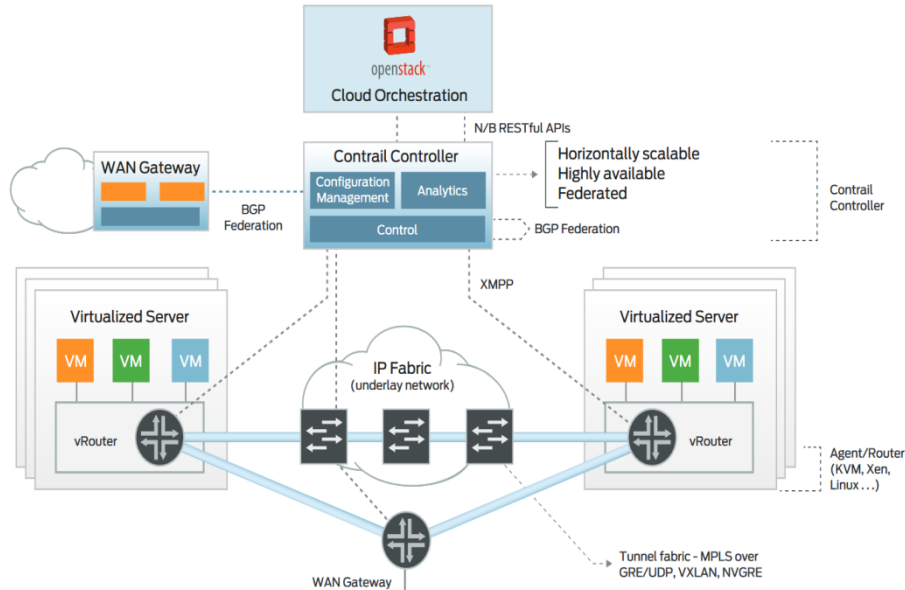 openstack™
Cloud Orchestration
N/B RESTful APIs
Contrail Controller
Configuration
Management
Analytics
Control
Horizontally scalable
Highly available
Federated
Contrail
Controller
WAN Gateway
BGP
Federation
BGP Federation
XMPP
Virtualized Server
VM
VM
VM
vRouter
IP Fabric
(underlay network)
Virtualized Server
VM
VM
VM
vRouter
Agent/Router
(KVM, Xen,
Linux . . .)
WAN Gateway
Tunnel fabric - MPLS over
GRE/UDP, VXLAN, NVGRE